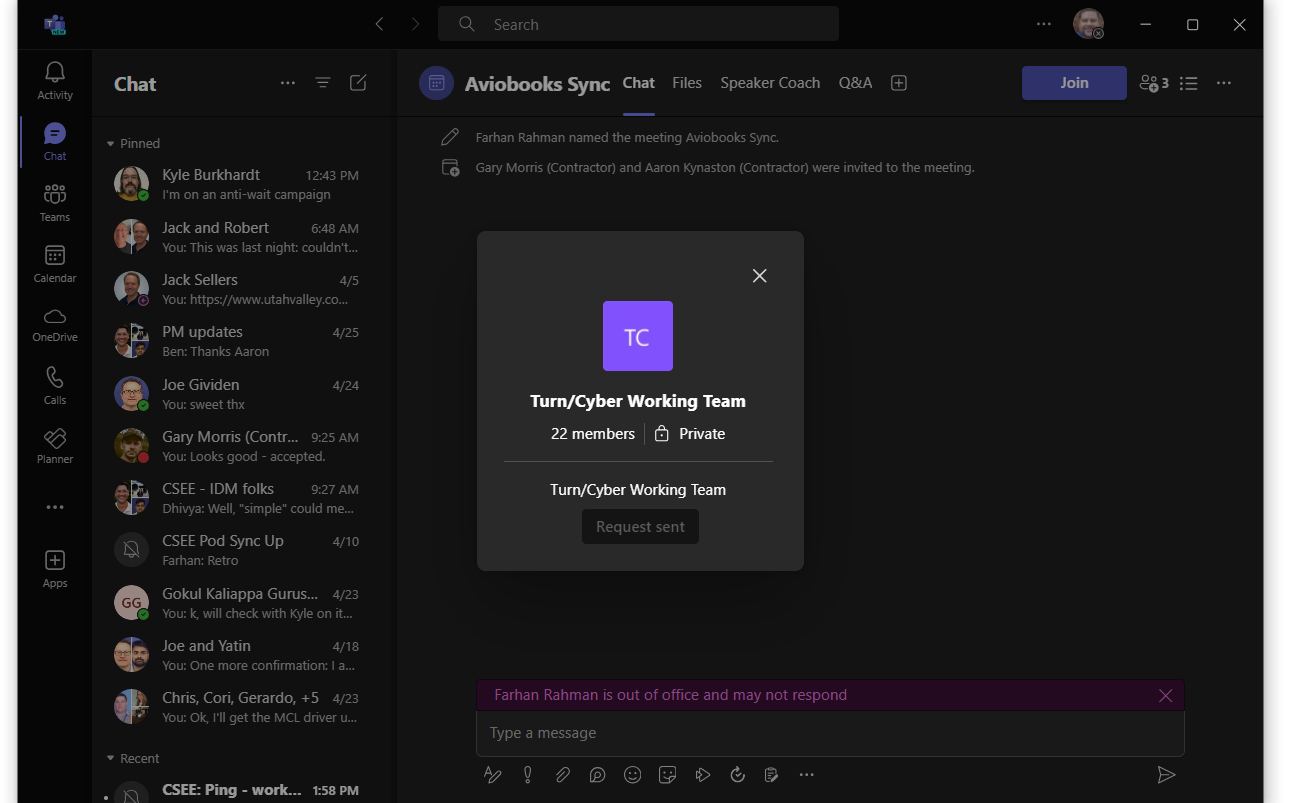 NEW
Search
Activity
Chat
Teams
Calendar
OneDrive
Calls
Planner
Apps
Chat
Pinned
Kyle Burkhardt 12:43 PM
I'm on an anti-wait campaign
Jack and Robert 6:48 AM
You: This was last night: couldn't...
Jack Sellers 4/5
You: https://www.utahvalley.co...
PM updates 4/25
Ben: Thanks Aaron
Joe Gividen 4/24
You: sweet thx
Gary Morris (Contr... 9:25 AM
You: Looks good - accepted.
CSEE - IDM folks 9:27 AM
Dhivya: Well, "simple" could me...
CSEE Pod Sync Up 4/10
Farhan: Retro
GG
Gokul Kaliappa Gurus... 4/23
You: k, will check with Kyle on it...
Joe and Yatin 4/18
You: One more confirmation: I a...
Chris, Cori, Gerardo, +5 4/23
You: Ok, I'll get the MCL driver u...
Recent
CSEE: Ping - work... 1:58 PM
Aviobooks Sync Chat Files Speaker Coach Q&A Join 3
Farhan Rahman named the meeting Aviobooks Sync.
Gary Morris (Contractor) and Aaron Kynaston (Contractor) were invited to the meeting.
TC
Turn/Cyber Working Team
22 members Private
Turn/Cyber Working Team
Request sent
Farhan Rahman is out of office and may not respond
Type a message